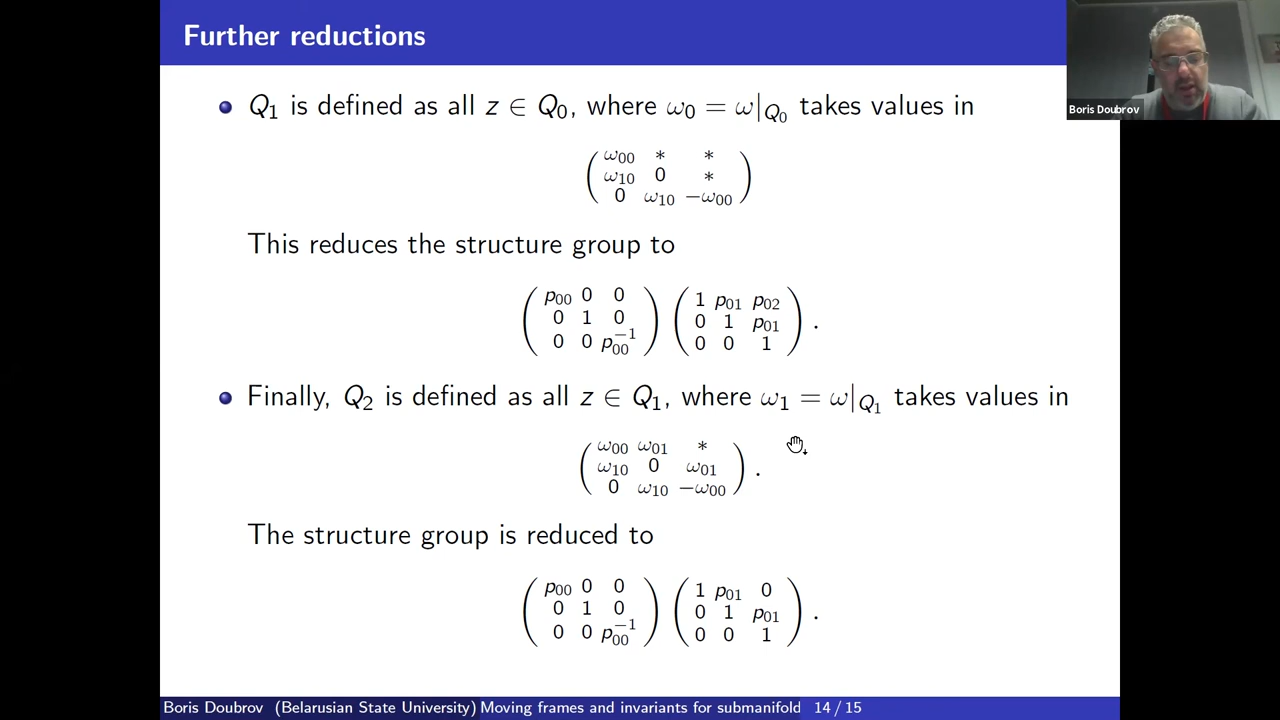 Further reductions
Boris Doubrov
Q₁ is defined as all z ∈ Q₀, where ω₀ = ω|Q₀ takes values in
ω₀₀ * *
ω₁₀ 0 *
0 ω₁₀ −ω₀₀
This reduces the structure group to
( p₀₀ 0 0 ) ( 1 p₀₁ p₀₂ )
( 0 1 0 ) ( 0 1 p₀₁ ) .
( 0 0 p₀₀⁻¹ ) ( 0 0 1 )
Finally, Q₂ is defined as all z ∈ Q₁, where ω₁ = ω|Q₁ takes values in
ω₀₀ ω₀₁ *
ω₁₀ 0 ω₀₁ .
0 ω₁₀ −ω₀₀
The structure group is reduced to
( p₀₀ 0 0 ) ( 1 p₀₁ 0 )
( 0 1 0 ) ( 0 1 p₀₁ ) .
( 0 0 p₀₀⁻¹ ) ( 0 0 1 )
Boris Doubrov (Belarusian State University) Moving frames and invariants for submanifold 14 / 15